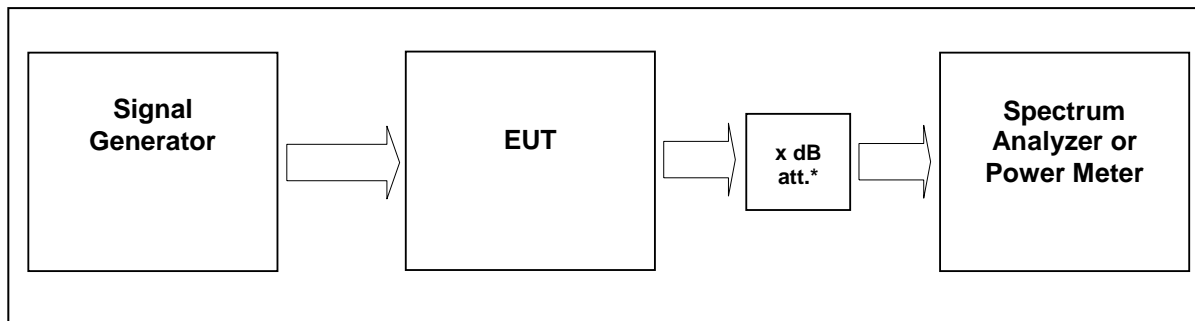 Signal
Generator
EUT
x dB
att.*
Spectrum
Analyzer or
Power Meter